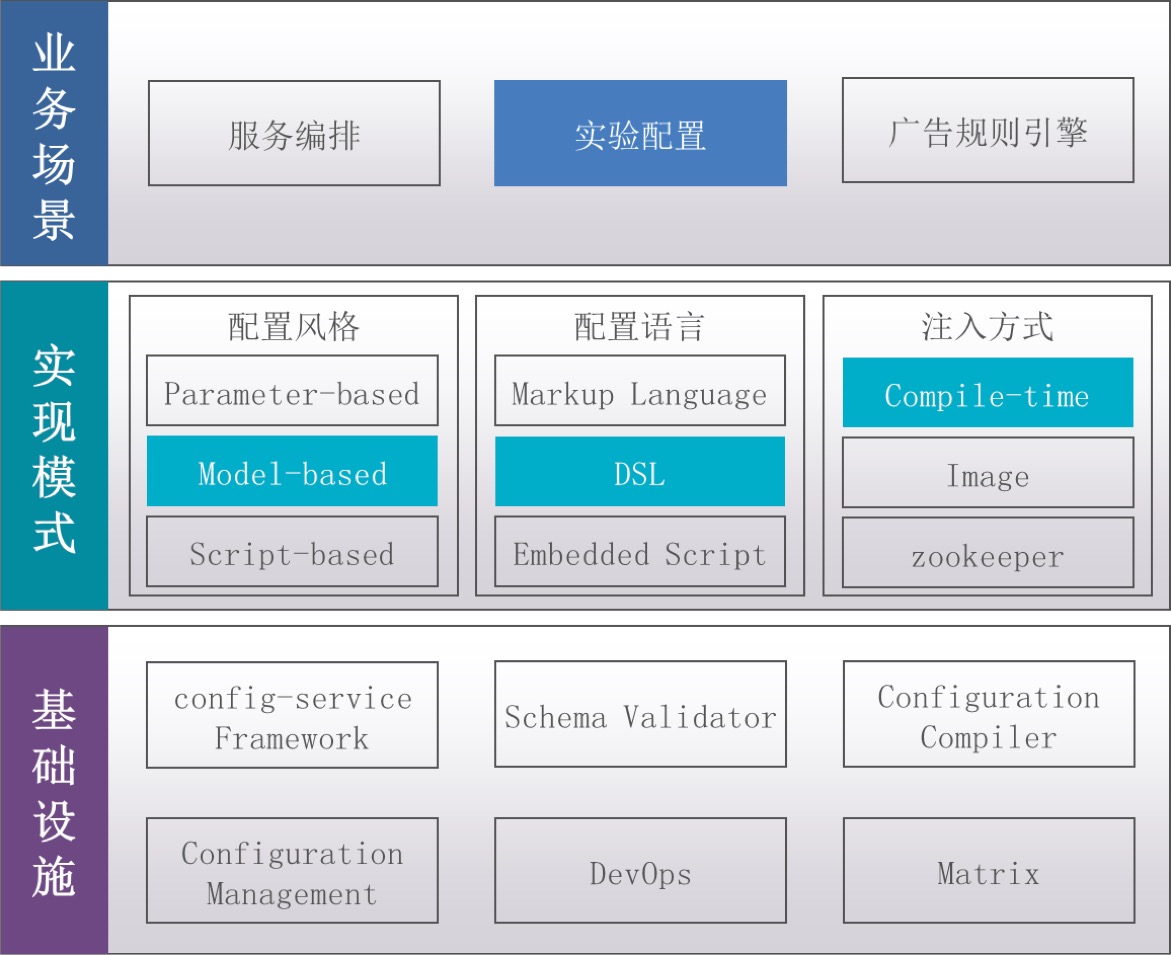 业务场景
服务编排
实验配置
广告规则引擎
实现模式
配置风格
Parameter-based
Model-based
Script-based
配置语言
Markup Language
DSL
Embedded Script
注入方式
Compile-time
Image
zookeeper
基础设施
config-service
Framework
Schema Validator
Configuration
Compiler
Configuration
Management
DevOps
Matrix